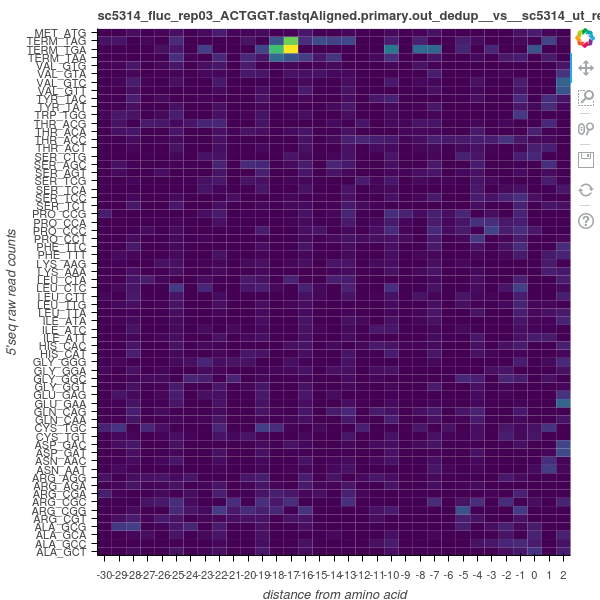 sc5314_fluc_rep03_ACTGGT.fastqAligned.primary.out_dedup__vs__sc5314_ut_re
5'seq raw read counts
MET_ATG
TERM_TAG
TERM_TGA
TERM_TAA
VAL_GTG
VAL_GTA
VAL_GTC
VAL_GTT
TYR_TAC
TYR_TAT
TRP_TGG
THR_ACG
THR_ACA
THR_ACC
THR_ACT
SER_CTG
SER_AGC
SER_AGT
SER_TCG
SER_TCA
SER_TCC
SER_TCT
PRO_CCG
PRO_CCA
PRO_CCC
PRO_CCT
PHE_TTC
PHE_TTT
LYS_AAG
LYS_AAA
LEU_CTA
LEU_CTC
LEU_CTT
LEU_TTG
LEU_TTA
ILE_ATA
ILE_ATC
ILE_ATT
HIS_CAC
HIS_CAT
GLY_GGG
GLY_GGA
GLY_GGC
GLY_GGT
GLU_GAG
GLU_GAA
GLN_CAG
GLN_CAA
CYS_TGC
CYS_TGT
ASP_GAC
ASP_GAT
ASN_AAC
ASN_AAT
ARG_AGG
ARG_AGA
ARG_CGA
ARG_CGC
ARG_CGG
ARG_CGT
ALA_GCG
ALA_GCA
ALA_GCC
ALA_GCT
-30-29-28-27-26-25-24-23-22-21-20-19-18-17-16-15-14-13-12-11-10-9 -8 -7 -6 -5 -4 -3 -2 -1 0 1 2
distance from amino acid